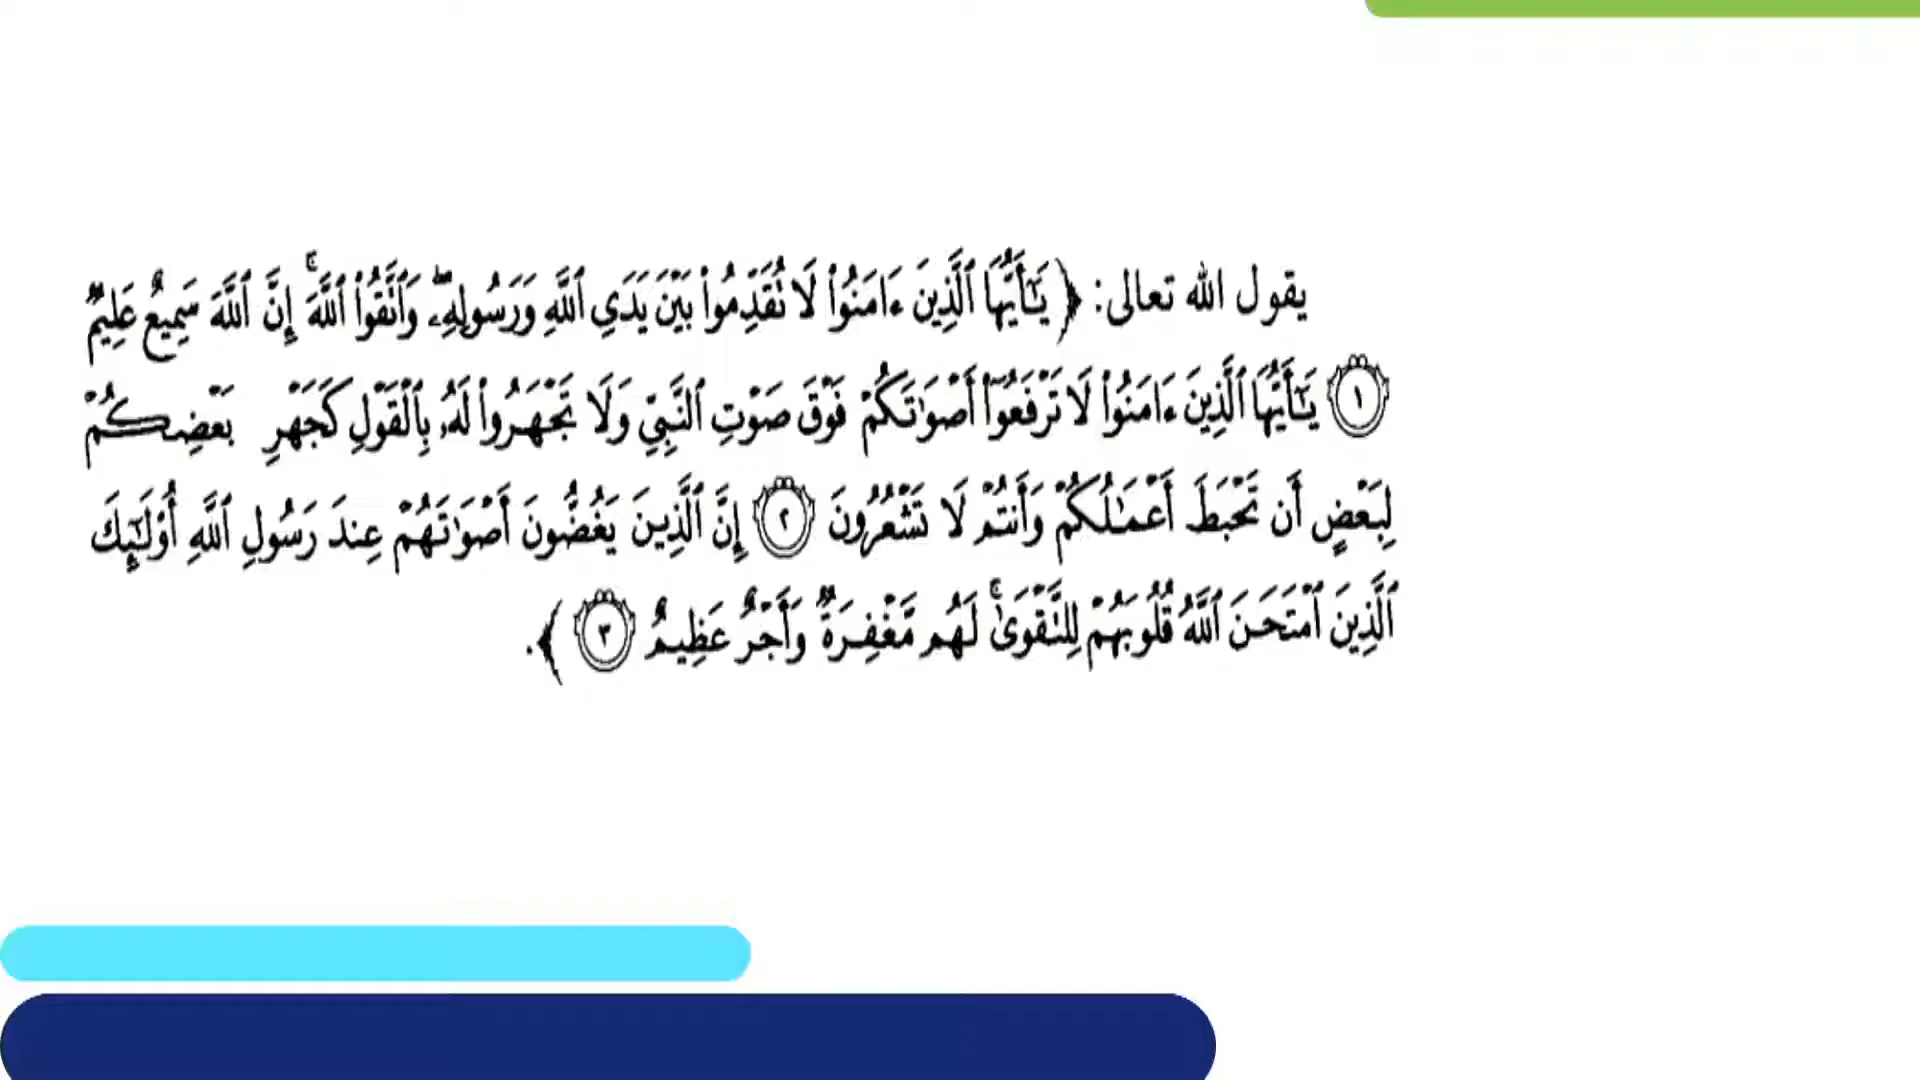 يقول الله تعالى: ﴿ يَٰٓأَيُّهَا ٱلَّذِينَ ءَامَنُوا۟ لَا تُقَدِّمُوا۟ بَيْنَ يَدَىِ ٱللَّهِ وَرَسُولِهِۦ ۖ وَٱتَّقُوا۟ ٱللَّهَ ۚ إِنَّ ٱللَّهَ سَمِيعٌ عَلِيمٌ
١ يَٰٓأَيُّهَا ٱلَّذِينَ ءَامَنُوا۟ لَا تَرْفَعُوٓا۟ أَصْوَٰتَكُمْ فَوْقَ صَوْتِ ٱلنَّبِىِّ وَلَا تَجْهَرُوا۟ لَهُۥ بِٱلْقَوْلِ كَجَهْرِ بَعْضِكُمْ
لِبَعْضٍ أَن تَحْبَطَ أَعْمَٰلُكُمْ وَأَنتُمْ لَا تَشْعُرُونَ ٢ إِنَّ ٱلَّذِينَ يَغُضُّونَ أَصْوَٰتَهُمْ عِندَ رَسُولِ ٱللَّهِ أُو۟لَٰٓئِكَ
ٱلَّذِينَ ٱمْتَحَنَ ٱللَّهُ قُلُوبَهُمْ لِلتَّقْوَىٰ ۚ لَهُم مَّغْفِرَةٌ وَأَجْرٌ عَظِيمٌ ٣ ﴾.